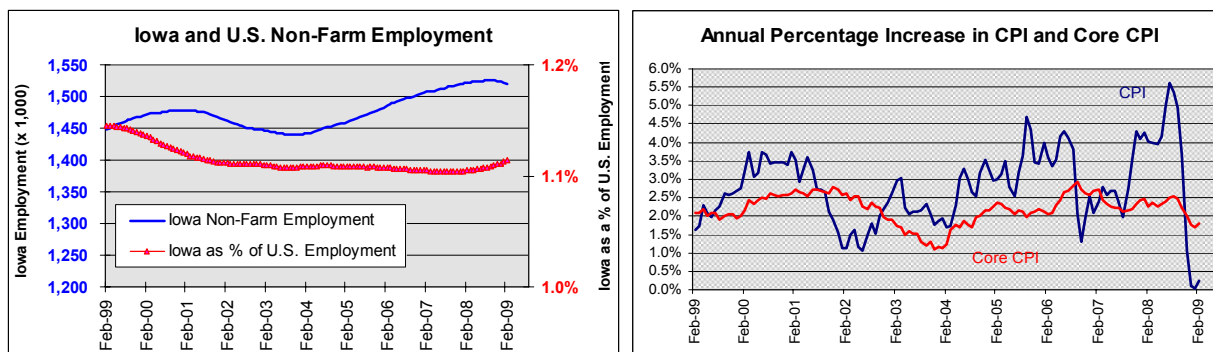 Iowa and U.S. Non-Farm Employment
1,550
1,500
1,450
1,400
1,350
1,300
1,250
1,200
Iowa Employment (x 1,000)
1.2%
1.1%
1.0%
Iowa as a % of U.S. Employment
Iowa Non-Farm Employment
Iowa as % of U.S. Employment
Feb-99
Feb-00
Feb-01
Feb-02
Feb-03
Feb-04
Feb-05
Feb-06
Feb-07
Feb-08
Feb-09
Annual Percentage Increase in CPI and Core CPI
6.0%
5.5%
5.0%
4.5%
4.0%
3.5%
3.0%
2.5%
2.0%
1.5%
1.0%
0.5%
0.0%
CPI
Core CPI
Feb-99
Feb-00
Feb-01
Feb-02
Feb-03
Feb-04
Feb-05
Feb-06
Feb-07
Feb-08
Feb-09